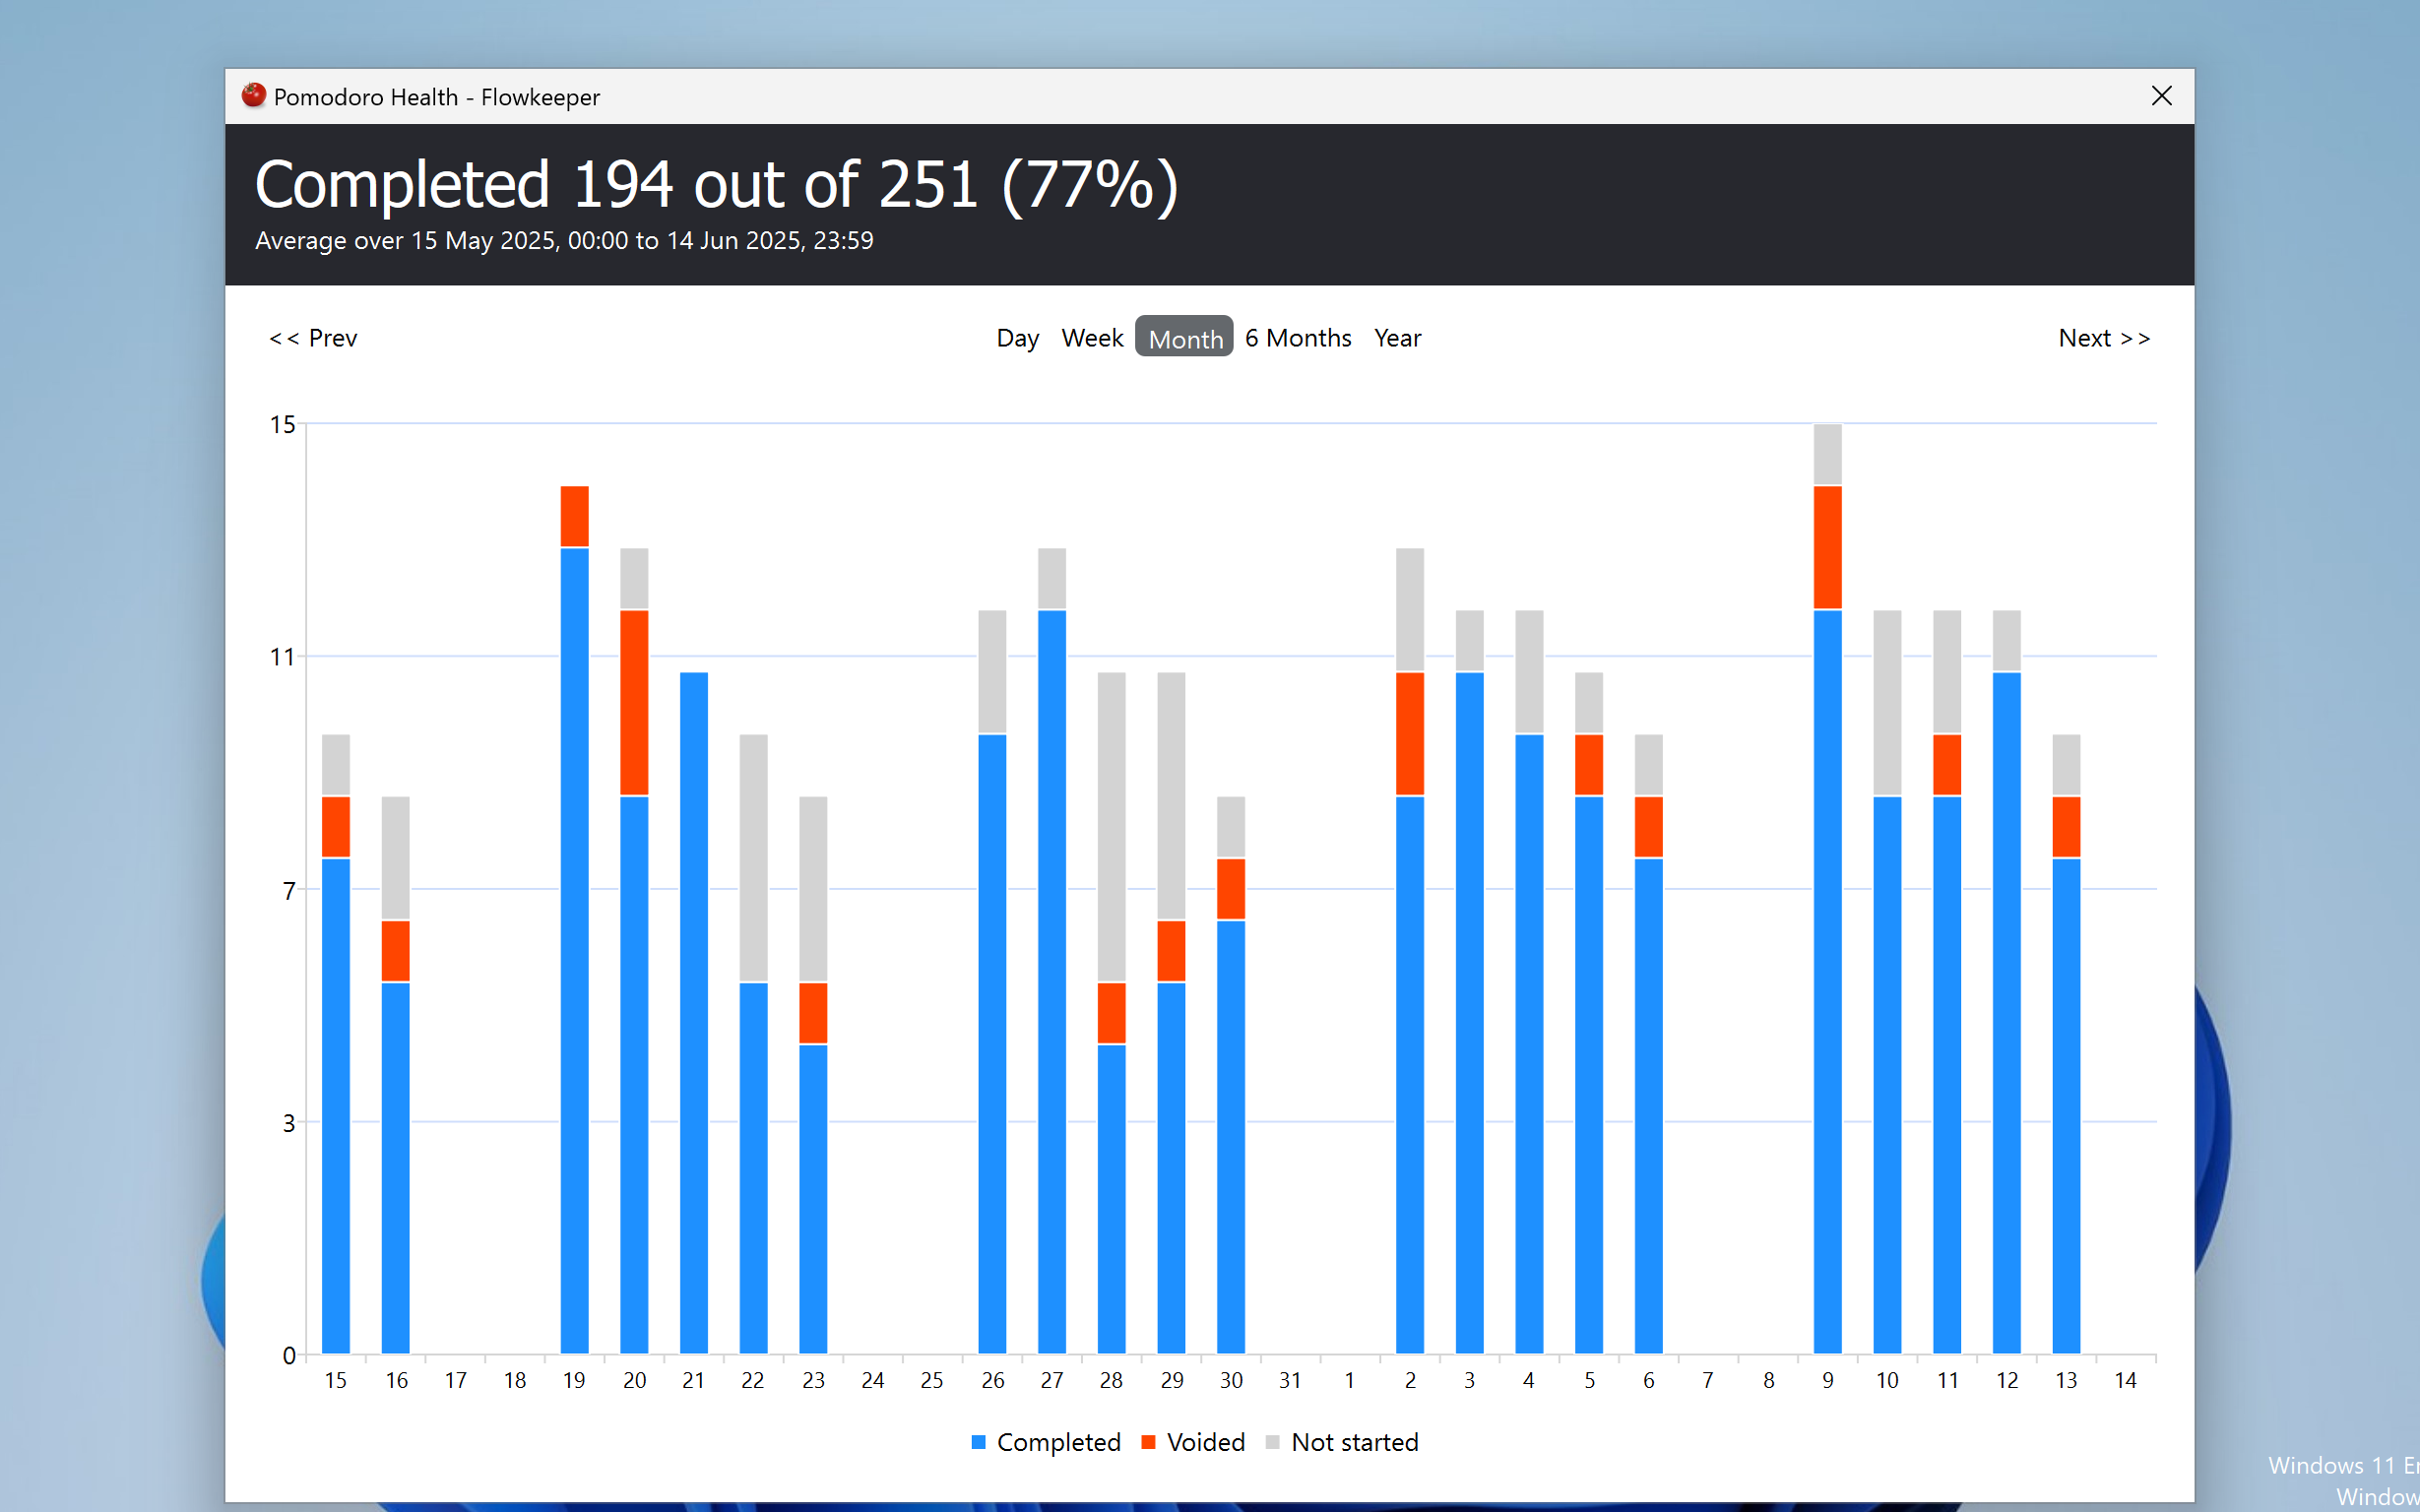 Pomodoro Health - Flowkeeper
Completed 194 out of 251 (77%)
Average over 15 May 2025, 00:00 to 14 Jun 2025, 23:59
<< Prev Day Week Month 6 Months Year Next >>
15
11
7
3
0
15 16 17 18 19 20 21 22 23 24 25 26 27 28 29 30 31 1 2 3 4 5 6 7 8 9 10 11 12 13 14
Completed Voided Not started
Windows 11